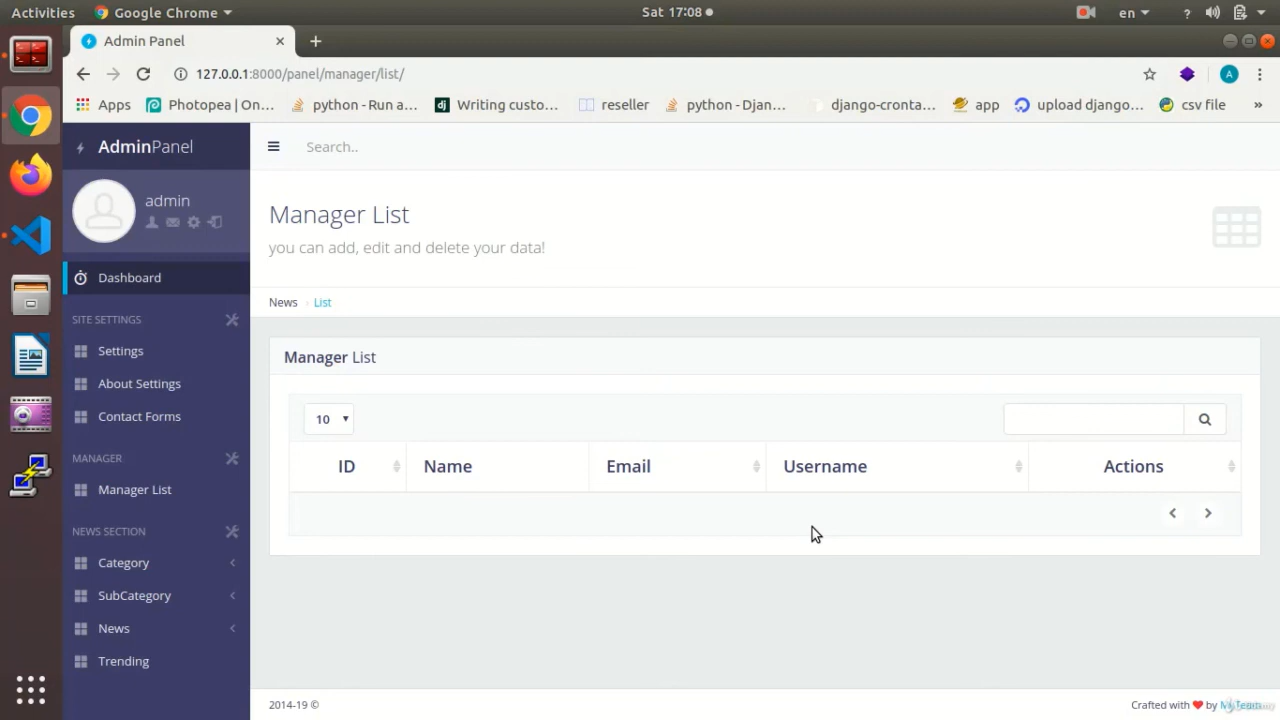 Activities Google Chrome Sat 17:08 en ?
Admin Panel
127.0.0.1:8000/panel/manager/list/ A
Apps Photopea | On... python - Run a... dj Writing custo... reseller python - Djan... django-cronta... app upload django... csv file »
AdminPanel
Search..
admin
Manager List
you can add, edit and delete your data!
Dashboard
News List
SITE SETTINGS
Settings
About Settings
Contact Forms
MANAGER
Manager List
NEWS SECTION
Category
SubCategory
News
Trending
Manager List
10
ID Name Email Username Actions
2014-19 ©
Crafted with ❤ by